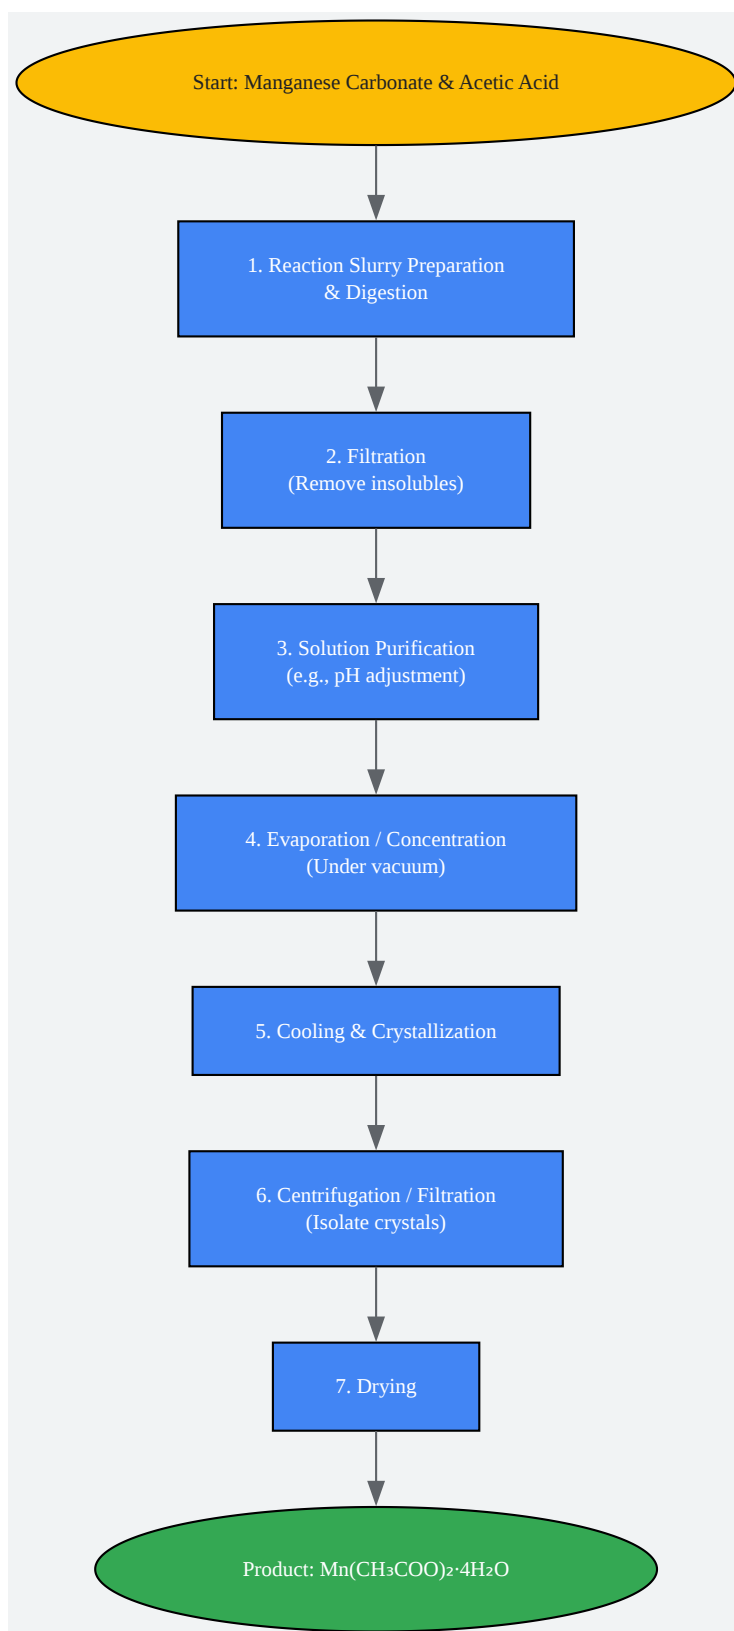 Start: Manganese Carbonate & Acetic Acid
1. Reaction Slurry Preparation
& Digestion
2. Filtration
(Remove insolubles)
3. Solution Purification
(e.g., pH adjustment)
4. Evaporation / Concentration
(Under vacuum)
5. Cooling & Crystallization
6. Centrifugation / Filtration
(Isolate crystals)
7. Drying
Product: Mn(CH₃COO)₂·4H₂O